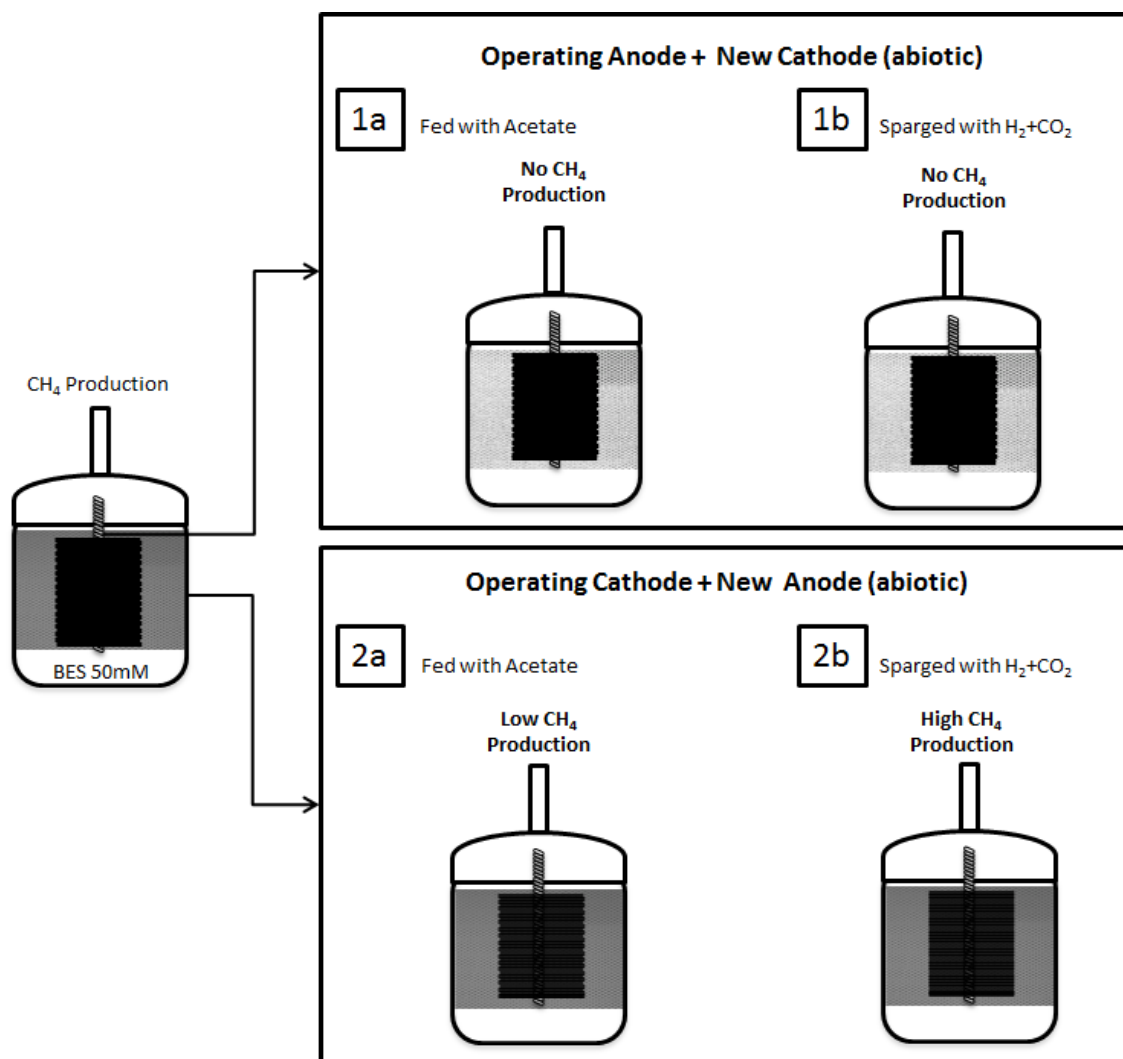 Operating Anode + New Cathode (abiotic)
1a
Fed with Acetate
1b
Sparged with H₂+CO₂
No CH₄
Production
No CH₄
Production
CH₄ Production
BES 50mM
Operating Cathode + New Anode (abiotic)
2a
Fed with Acetate
2b
Sparged with H₂+CO₂
Low CH₄
Production
High CH₄
Production